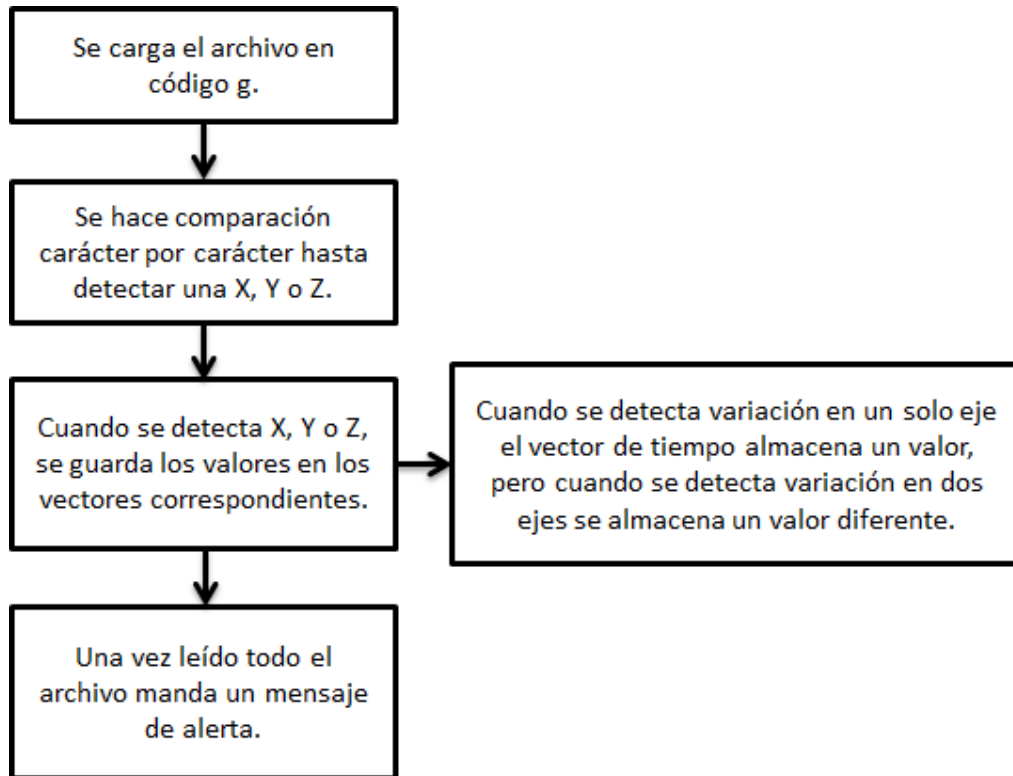 Se carga el archivo en
código g.
Se hace comparación
carácter por carácter hasta
detectar una X, Y o Z.
Cuando se detecta X, Y o Z,
se guarda los valores en los
vectores correspondientes.
Cuando se detecta variación en un solo eje
el vector de tiempo almacena un valor,
pero cuando se detecta variación en dos
ejes se almacena un valor diferente.
Una vez leído todo el
archivo manda un mensaje
de alerta.